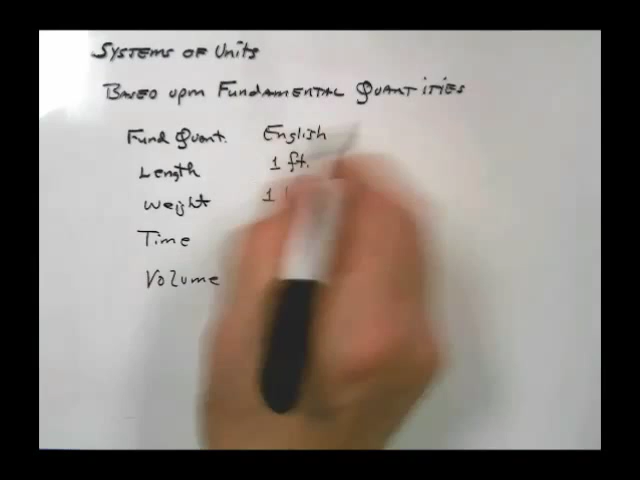 SYSTEMS OF UNITS
BASED UPON FUNDAMENTAL QUANTITIES
FUND QUANT. English
Length 1 ft.
Weight 1
Time
Volume